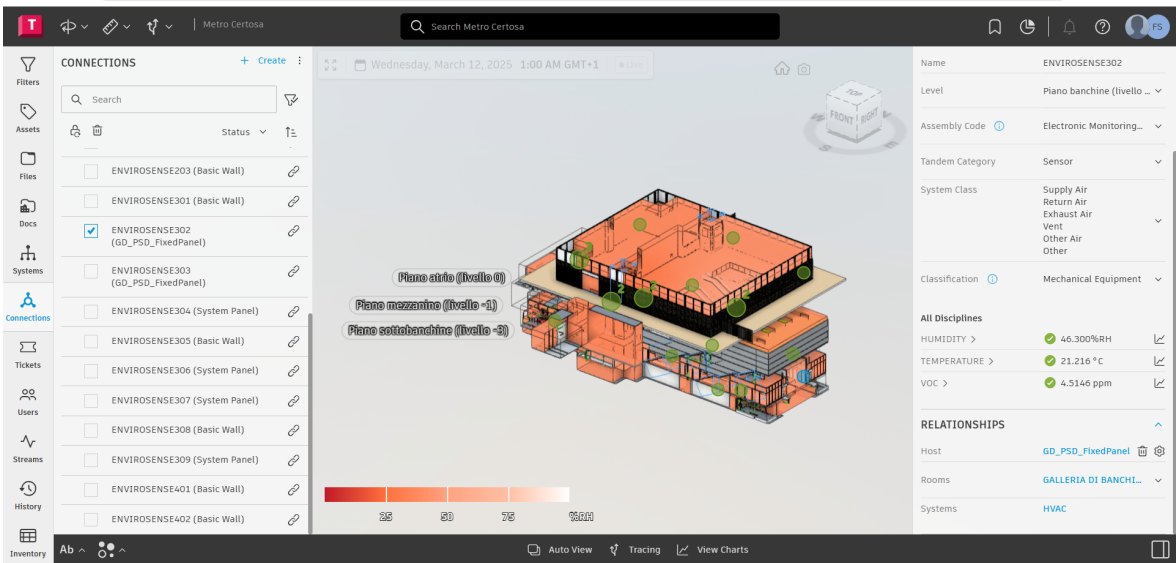 T
Metro Certosa
Search Metro Certosa
FS
Filters
Assets
Files
Docs
Systems
Connections
Tickets
Users
Streams
History
Inventory
CONNECTIONS
+ Create
Search
Status
ENVIROSENSE203 (Basic Wall)
ENVIROSENSE301 (Basic Wall)
ENVIROSENSE302
(GD_PSD_FixedPanel)
ENVIROSENSE303
(GD_PSD_FixedPanel)
ENVIROSENSE304 (System Panel)
ENVIROSENSE305 (Basic Wall)
ENVIROSENSE306 (System Panel)
ENVIROSENSE307 (System Panel)
ENVIROSENSE308 (Basic Wall)
ENVIROSENSE309 (System Panel)
ENVIROSENSE401 (Basic Wall)
ENVIROSENSE402 (Basic Wall)
Wednesday, March 12, 2025 1:00 AM GMT+1
LIVE
TOP
FRONT
RIGHT
Piano atrio (livello 0)
Piano mezzanino (livello -1)
Piano sottobanchine (livello -3)
2
2
2
25 50 75 %RH
Name ENVIROSENSE302
Level Piano banchine (livello ...
Assembly Code Electronic Monitoring...
Tandem Category Sensor
System Class Supply Air
Return Air
Exhaust Air
Vent
Other Air
Other
Classification Mechanical Equipment
All Disciplines
HUMIDITY > 46.300%RH
TEMPERATURE > 21.216 °C
VOC > 4.5146 ppm
RELATIONSHIPS
Host GD_PSD_FixedPanel
Rooms GALLERIA DI BANCHI...
Systems HVAC
Ab
Auto View
Tracing
View Charts